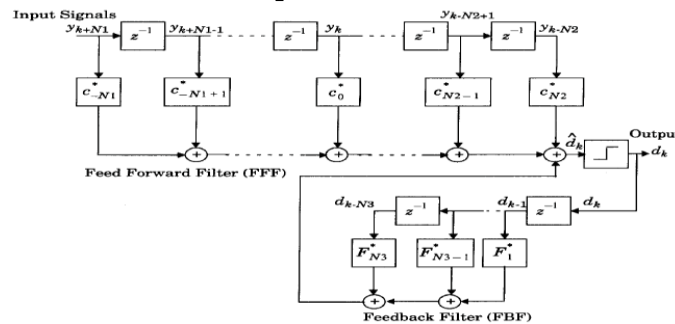 Input Signals
y_{k+N1} z^{-1} y_{k+N1-1} z^{-1} y_k z^{-1} y_{k-N2+1} z^{-1} y_{k-N2}
c^*_{-N1} c^*_{-N1+1} c^*_0 c^*_{N2-1} c^*_{N2}
+ + + + \hat{d}_k Outpu d_k
Feed Forward Filter (FFF)
d_{k-N3} z^{-1} d_{k-1} z^{-1} d_k
F^*_{N3} F^*_{N3-1} F^*_1
+ +
Feedback Filter (FBF)